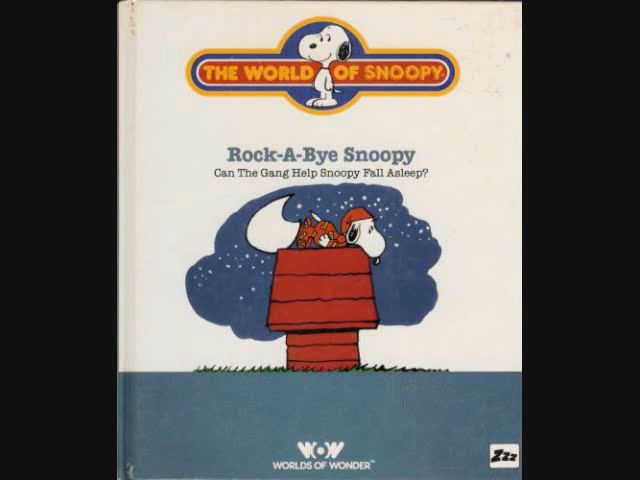 THE WORLD OF SNOOPY
Rock-A-Bye Snoopy
Can The Gang Help Snoopy Fall Asleep?
WOW
WORLDS OF WONDER™
Zzz